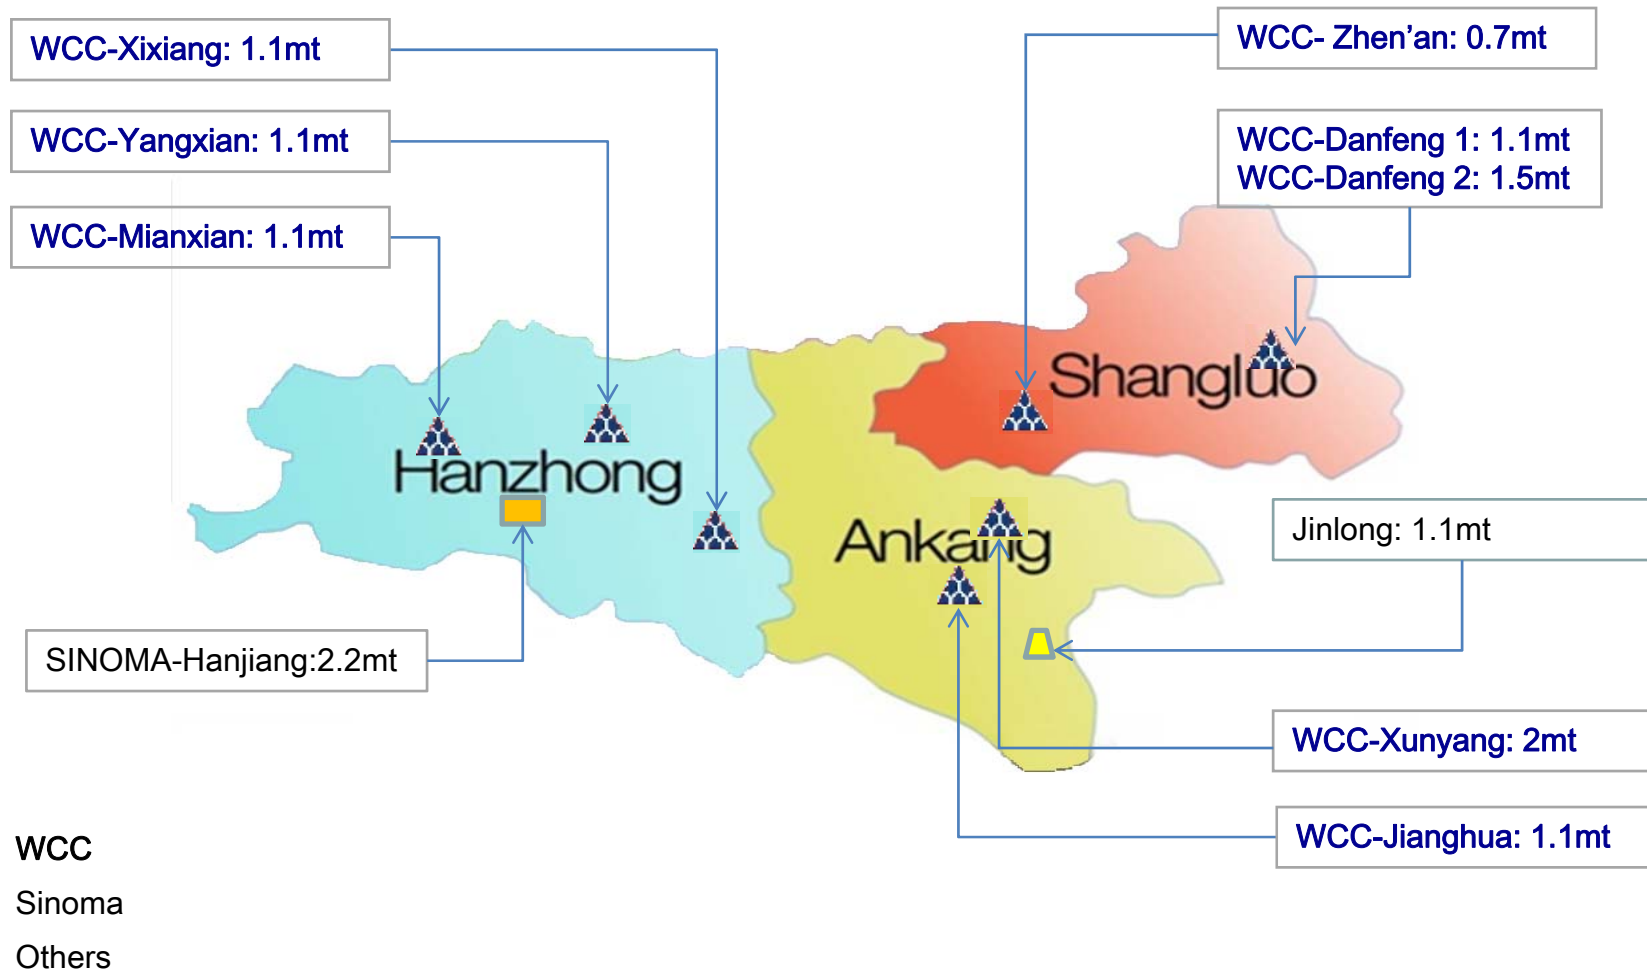 WCC-Xixiang: 1.1mt
WCC-Yangxian: 1.1mt
WCC-Mianxian: 1.1mt
WCC- Zhen’an: 0.7mt
WCC-Danfeng 1: 1.1mt
WCC-Danfeng 2: 1.5mt
Shangluo
Hanzhong
Ankang
Jinlong: 1.1mt
SINOMA-Hanjiang:2.2mt
WCC-Xunyang: 2mt
WCC-Jianghua: 1.1mt
WCC
Sinoma
Others